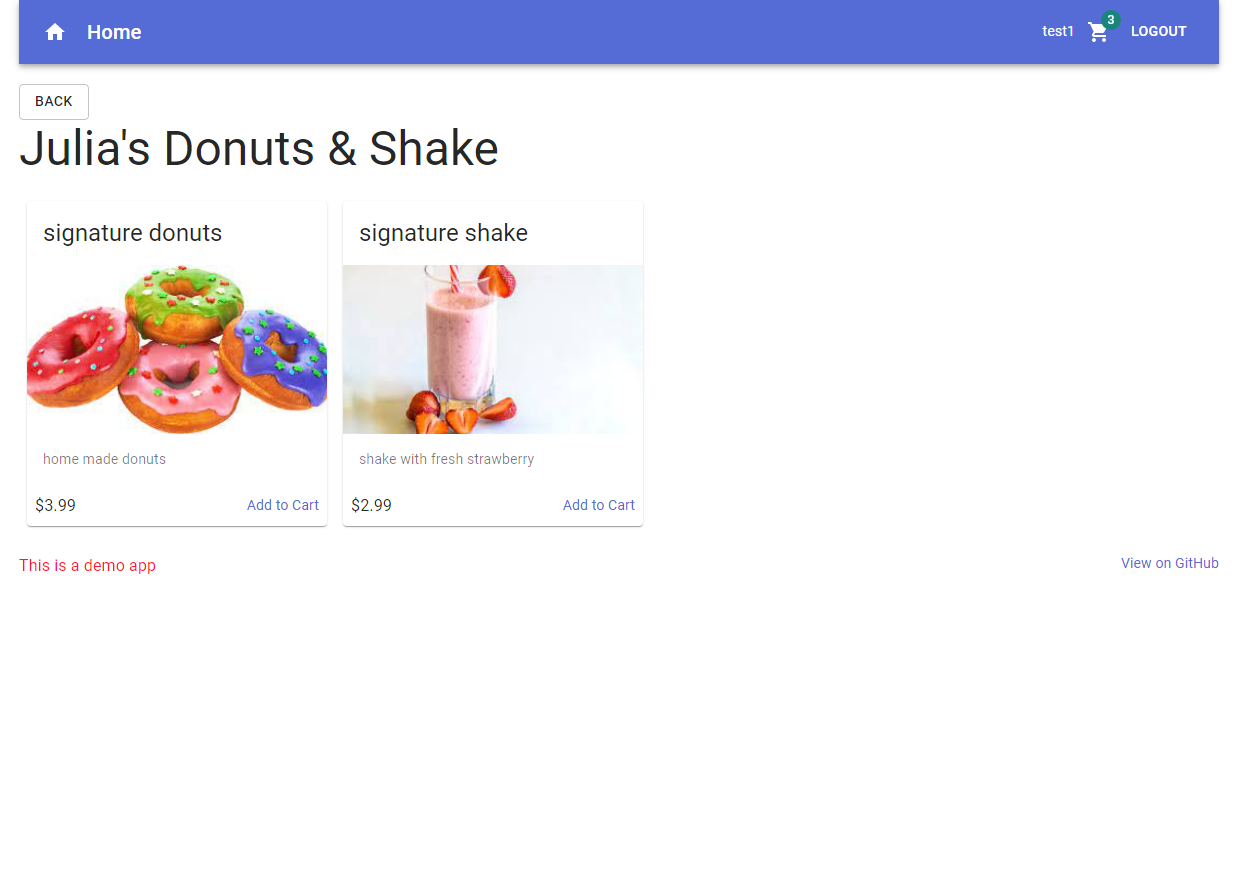 Home
test1
3
LOGOUT
BACK
Julia's Donuts & Shake
signature donuts
signature shake
home made donuts
shake with fresh strawberry
$3.99
Add to Cart
$2.99
Add to Cart
This is a demo app
View on GitHub